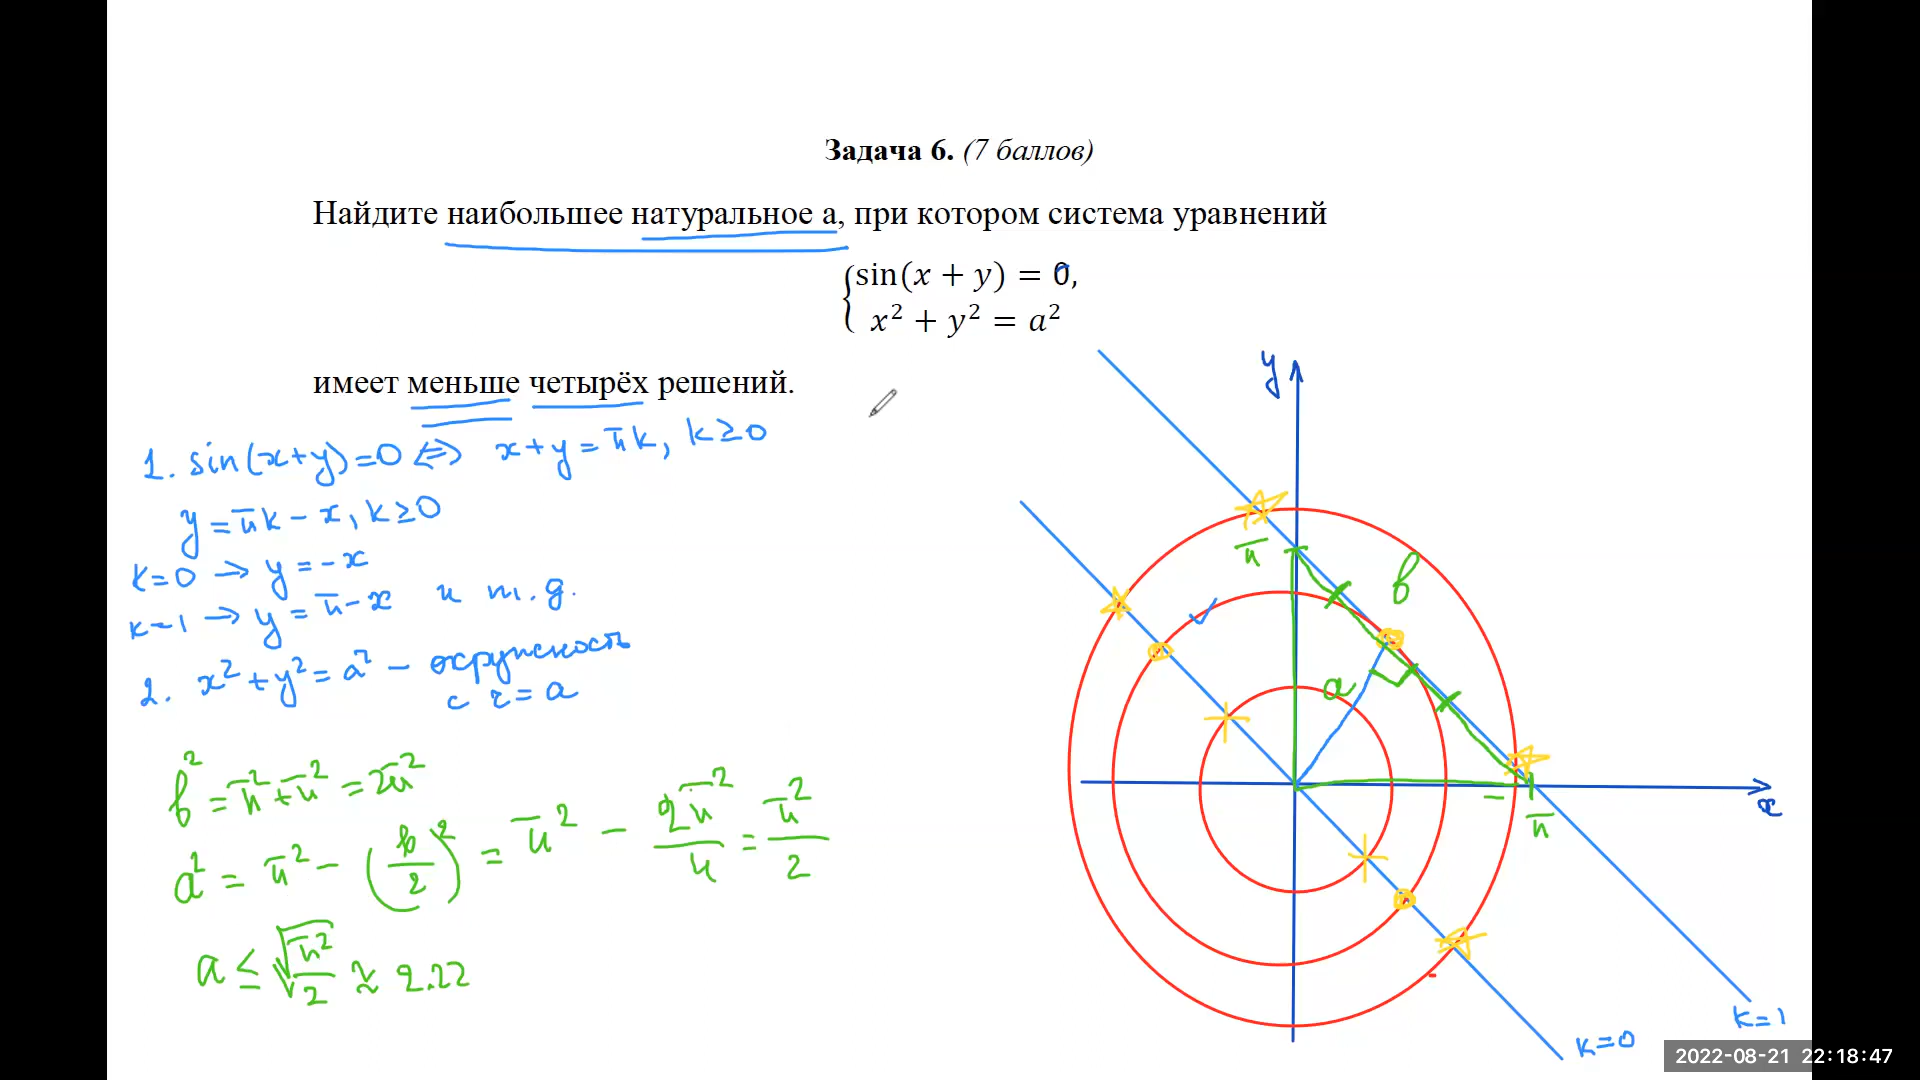 Задача 6. (7 баллов)
Найдите наибольшее натуральное a, при котором система уравнений
sin(x + y) = 0,
x² + y² = a²
имеет меньше четырёх решений.
1. sin(x+y)=0 ⇔ x+y=πk, k≥0
y=πk-x, k≥0
k=0 → y=-x
k=1 → y=π-x и т.д.
2. x²+y²=a² - окружность
с r=a
b²=π²+π²=2π²
a²=π²-(b/2)²=π²-2π²/4=π²/2
a≤√π²/2≈2.22
y
π
b
a
x
π
k=1
k=0
2022-08-21 22:18:47